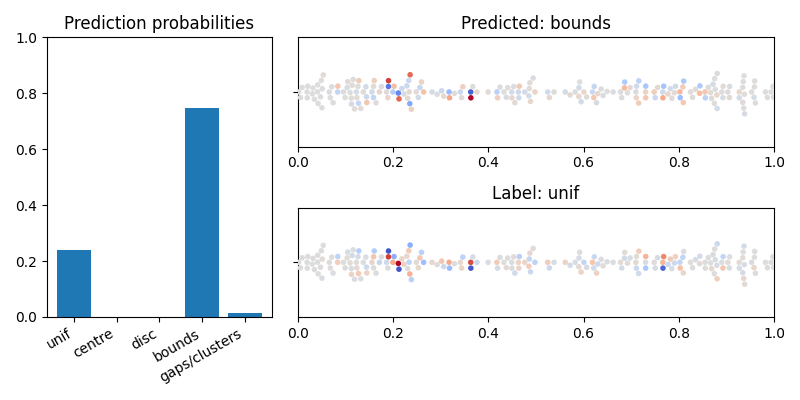 Prediction probabilities
1.0
0.8
0.6
0.4
0.2
0.0
unif
centre
disc
bounds
gaps/clusters
Predicted: bounds
0.0 0.2 0.4 0.6 0.8 1.0
Label: unif
0.0 0.2 0.4 0.6 0.8 1.0